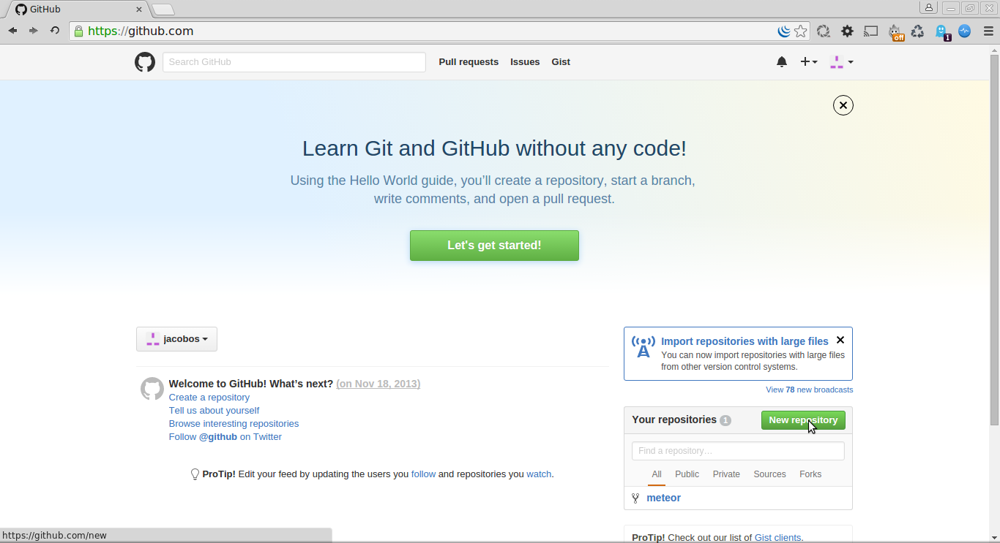 GitHub
https://github.com
off
1
Search GitHub
Pull requests Issues Gist
Learn Git and GitHub without any code!
Using the Hello World guide, you’ll create a repository, start a branch,
write comments, and open a pull request.
Let's get started!
jacobos
Welcome to GitHub! What’s next? (on Nov 18, 2013)
Create a repository
Tell us about yourself
Browse interesting repositories
Follow @github on Twitter
ProTip! Edit your feed by updating the users you follow and repositories you watch.
Import repositories with large files
You can now import repositories with large files
from other version control systems.
View 78 new broadcasts
Your repositories 1
New repository
Find a repository…
All Public Private Sources Forks
meteor
ProTip! Check out our list of Gist clients.
https://github.com/new